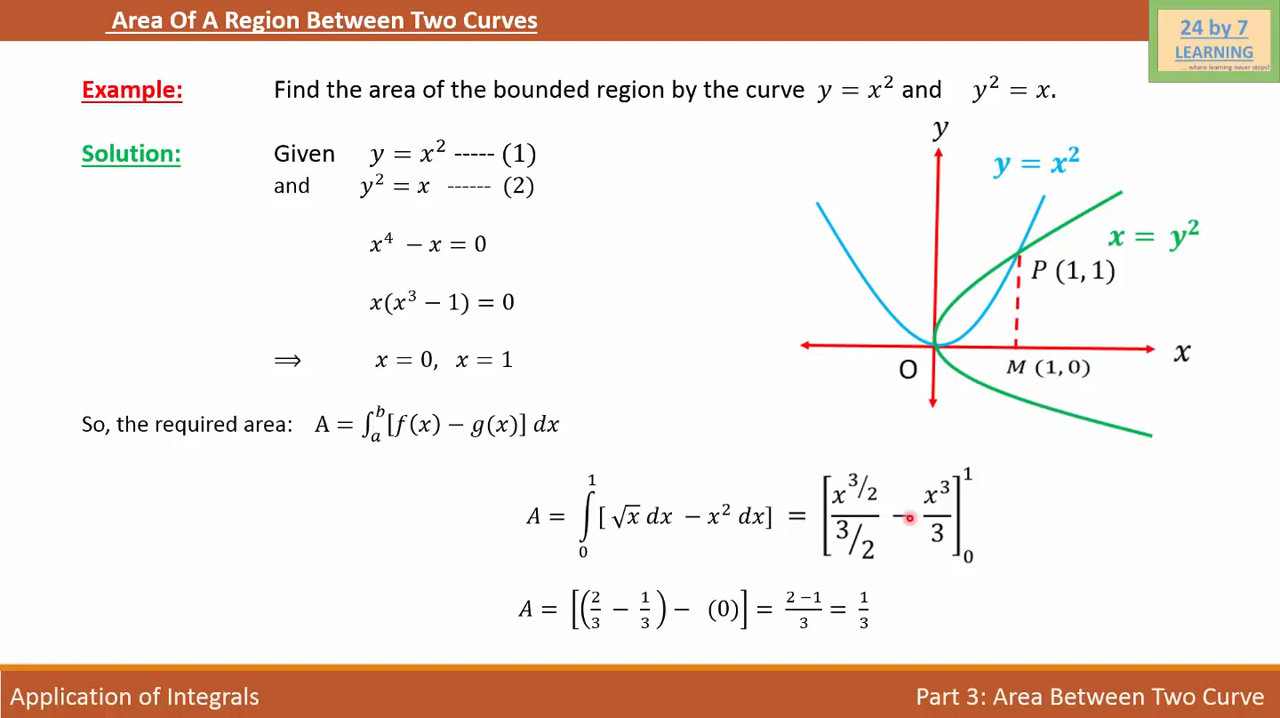 Area Of A Region Between Two Curves
24 by 7
LEARNING
.... where learning never stops!
Example: Find the area of the bounded region by the curve y = x² and y² = x.
Solution: Given y = x² ----- (1)
and y² = x ------ (2)
x⁴ − x = 0
x(x³ − 1) = 0
⟹ x = 0, x = 1
y
y = x²
x = y²
P (1, 1)
x
O
M (1, 0)
So, the required area: A = ∫ₐᵇ[f(x) − g(x)] dx
A = ∫₀¹ [ √x dx − x² dx] = [x^(3/2)/(3/2) − x³/3]₀¹
A = [(2/3 − 1/3) − (0)] = (2 −1)/3 = 1/3
Application of Integrals
Part 3: Area Between Two Curve